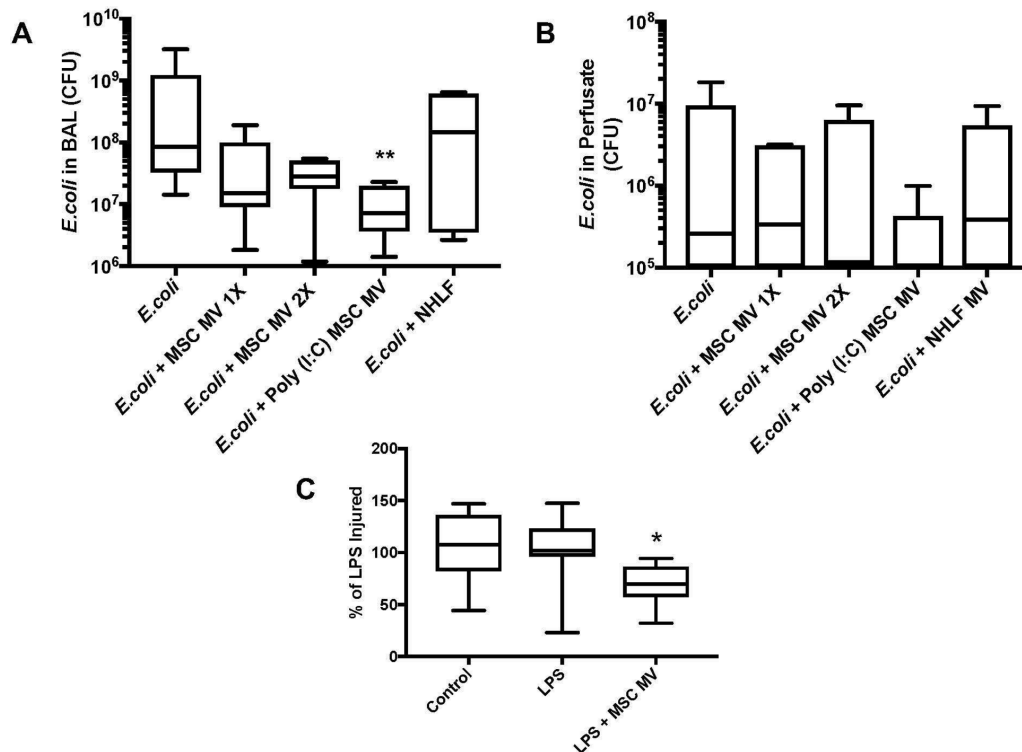 A
E.coli in BAL (CFU)
10^10
10^9
10^8
10^7
10^6
**
E.coli
E.coli + MSC MV 1X
E.coli + MSC MV 2X
E.coli + Poly (I:C) MSC MV
E.coli + NHLF
B
E.coli in Perfusate
(CFU)
10^8
10^7
10^6
10^5
E.coli
E.coli + MSC MV 1X
E.coli + MSC MV 2X
E.coli + Poly (I:C) MSC MV
E.coli + NHLF MV
C
% of LPS Injured
200
150
100
50
0
*
Control
LPS
LPS + MSC MV